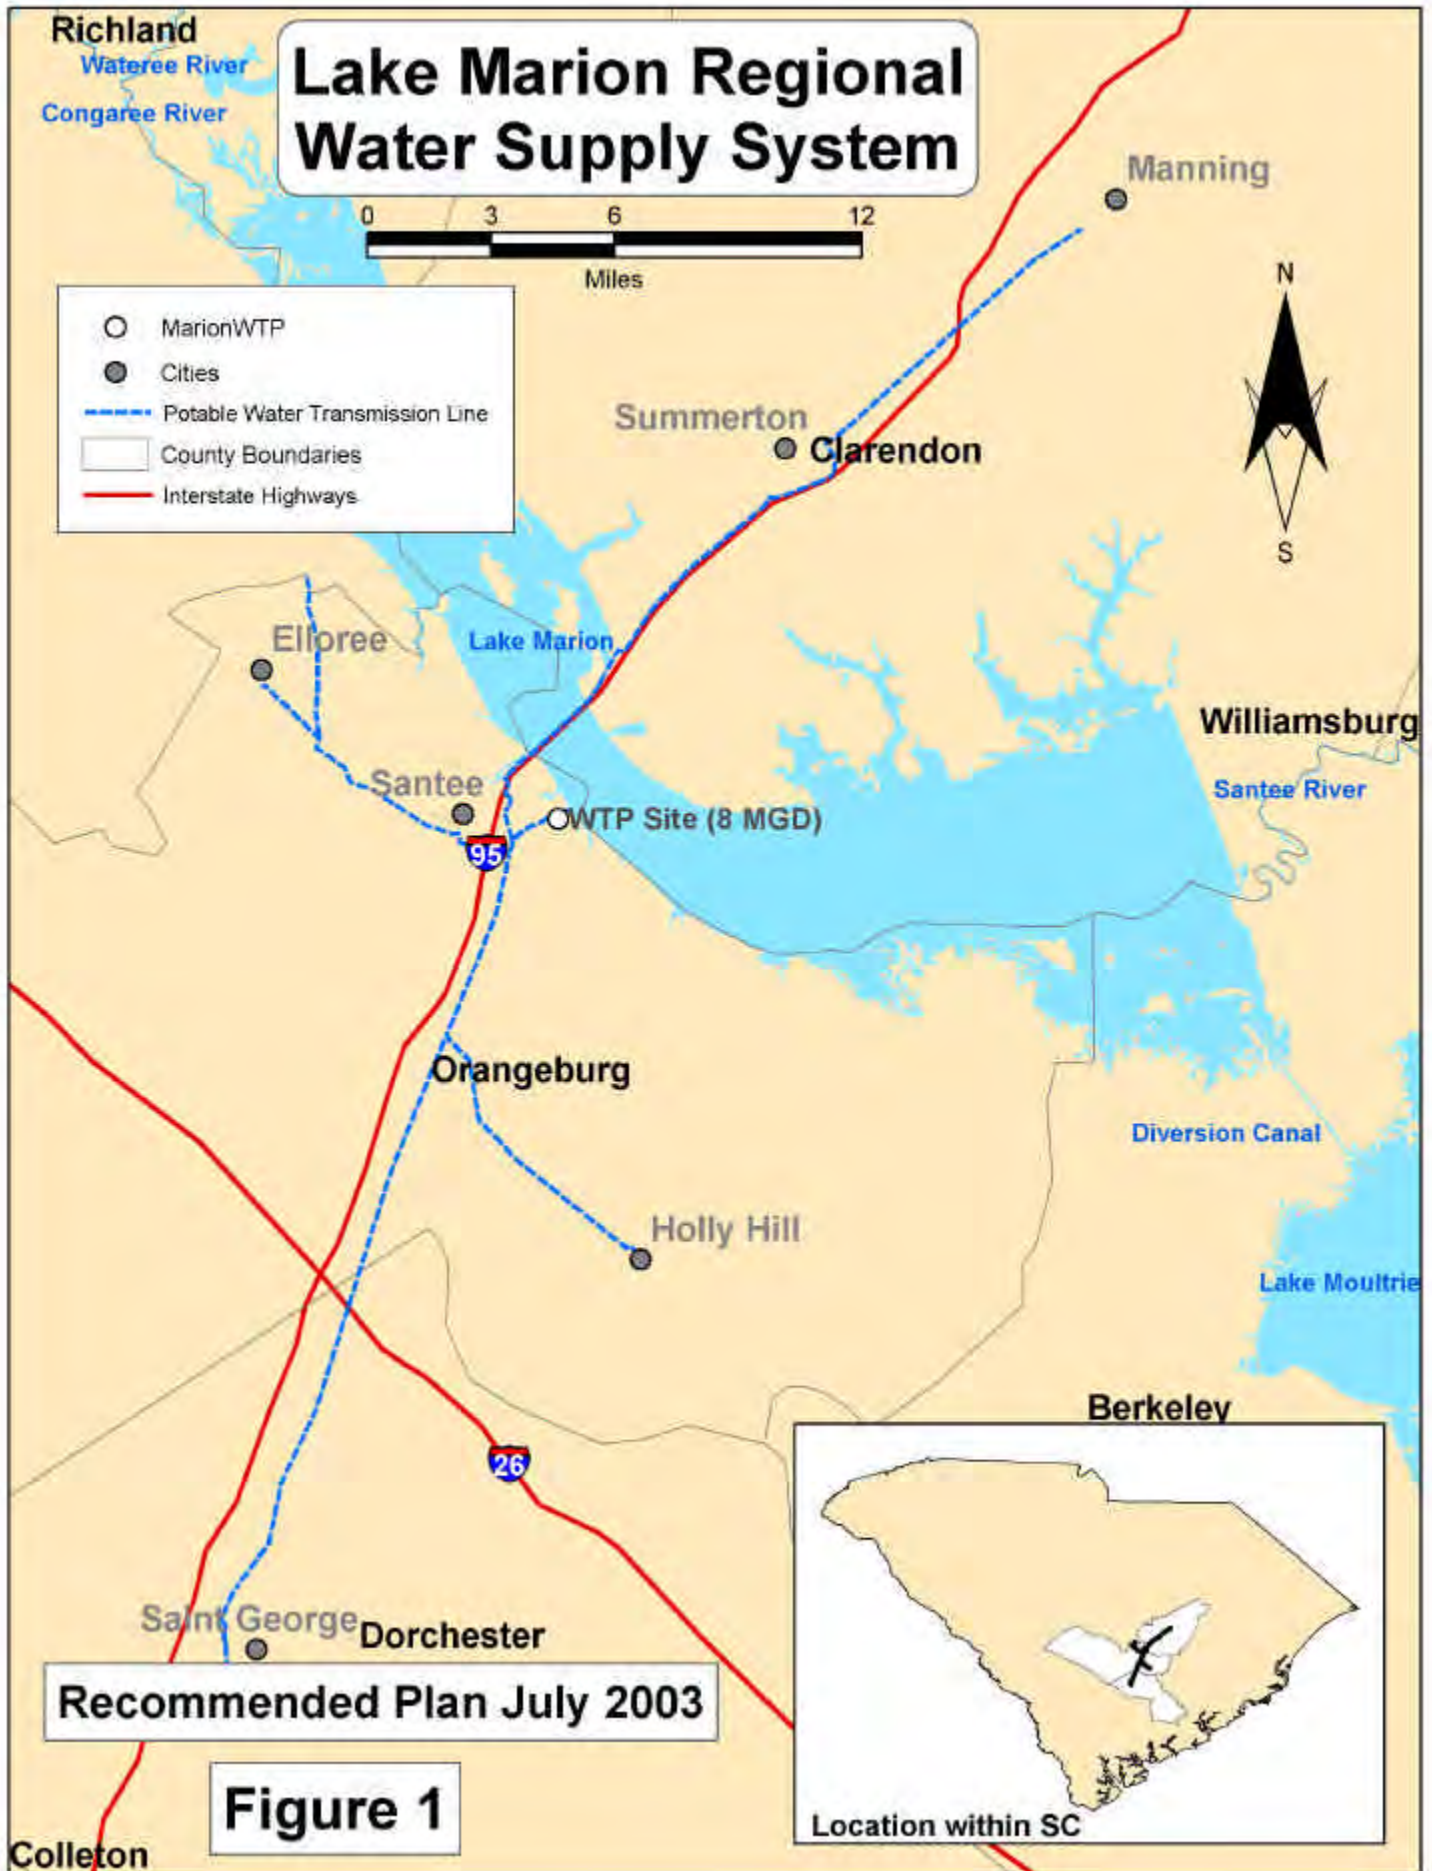 Richland
Wateree River
Congaree River
Lake Marion Regional
Water Supply System
0 3 6 12
Miles
Manning
N
S
MarionWTP
Cities
Potable Water Transmission Line
County Boundaries
Interstate Highways
Summerton
Clarendon
Elloree
Lake Marion
Williamsburg
Santee River
Santee
WTP Site (8 MGD)
95
Orangeburg
Diversion Canal
Holly Hill
Lake Moultrie
Berkeley
26
Saint George
Dorchester
Recommended Plan July 2003
Figure 1
Location within SC
Colleton